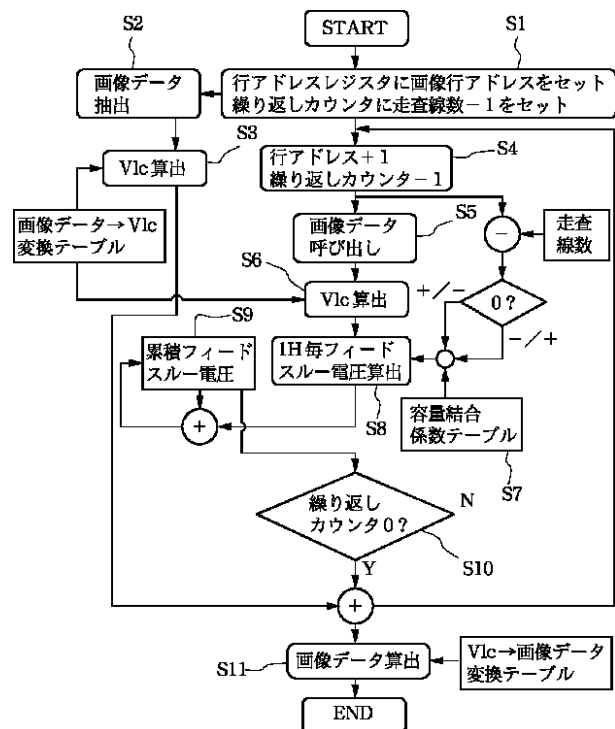 START
S1
S2
行アドレスレジスタに画像行アドレスをセット
繰り返しカウンタに走査線数−1をセット
画像データ
抽出
S3
Vlc算出
S4
行アドレス+1
繰り返しカウンタ−1
画像データ→Vlc
変換テーブル
S5
画像データ
呼び出し
−
走査
線数
S6
Vlc算出
+/−
0?
−/+
S9
累積フィード
スルー電圧
1H毎フィード
スルー電圧算出
S8
+
容量結合
係数テーブル
S7
繰り返し
カウンタ0?
N
S10
Y
+
画像データ算出
S11
Vlc→画像データ
変換テーブル
END